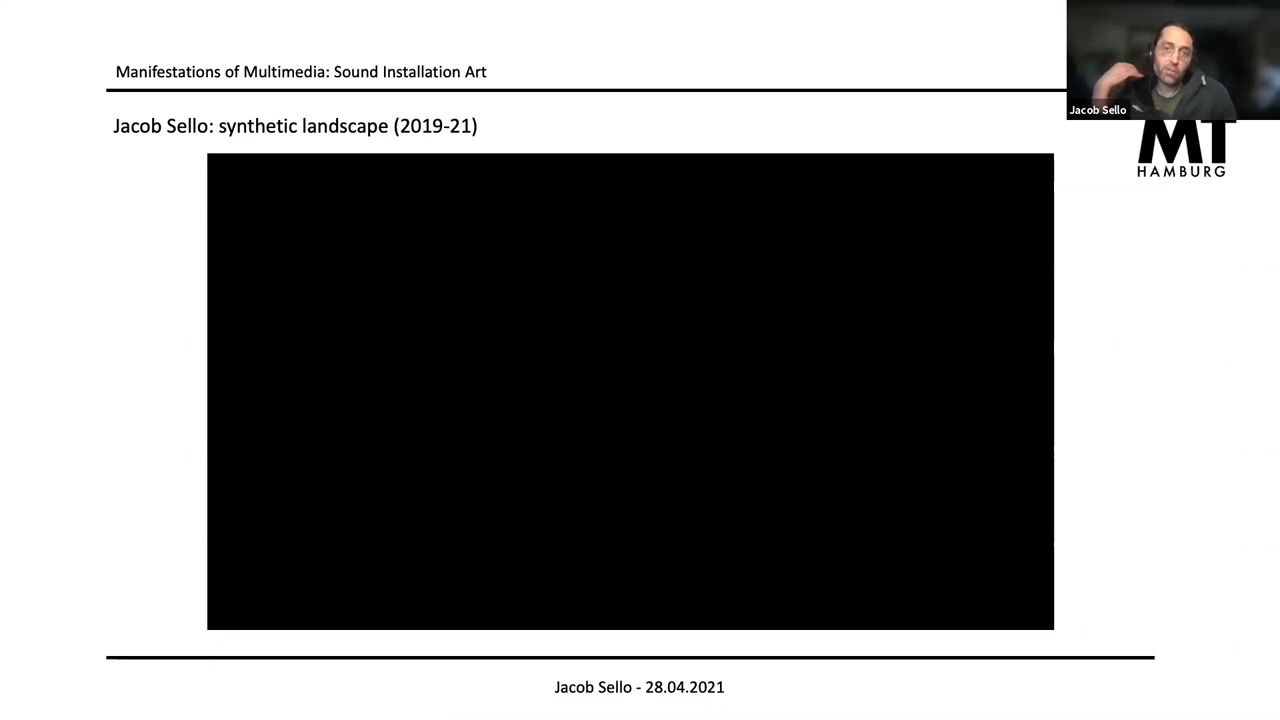 Manifestations of Multimedia: Sound Installation Art
Jacob Sello
Jacob Sello: synthetic landscape (2019-21)
MT
HAMBURG
Jacob Sello - 28.04.2021